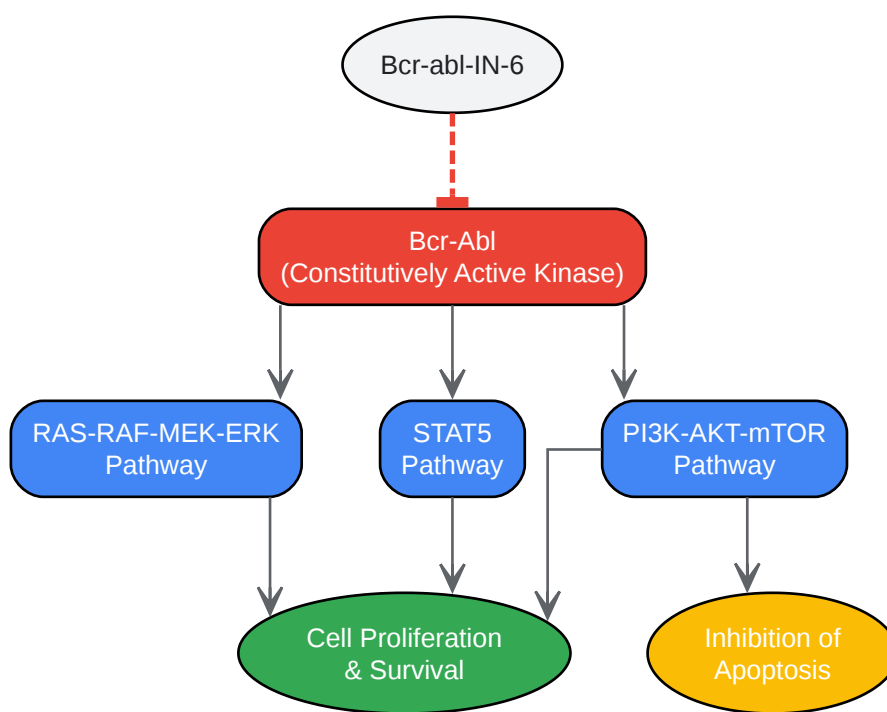 Bcr-abl-IN-6
Bcr-Abl
(Constitutively Active Kinase)
RAS-RAF-MEK-ERK
Pathway
STAT5
Pathway
PI3K-AKT-mTOR
Pathway
Cell Proliferation
& Survival
Inhibition of
Apoptosis